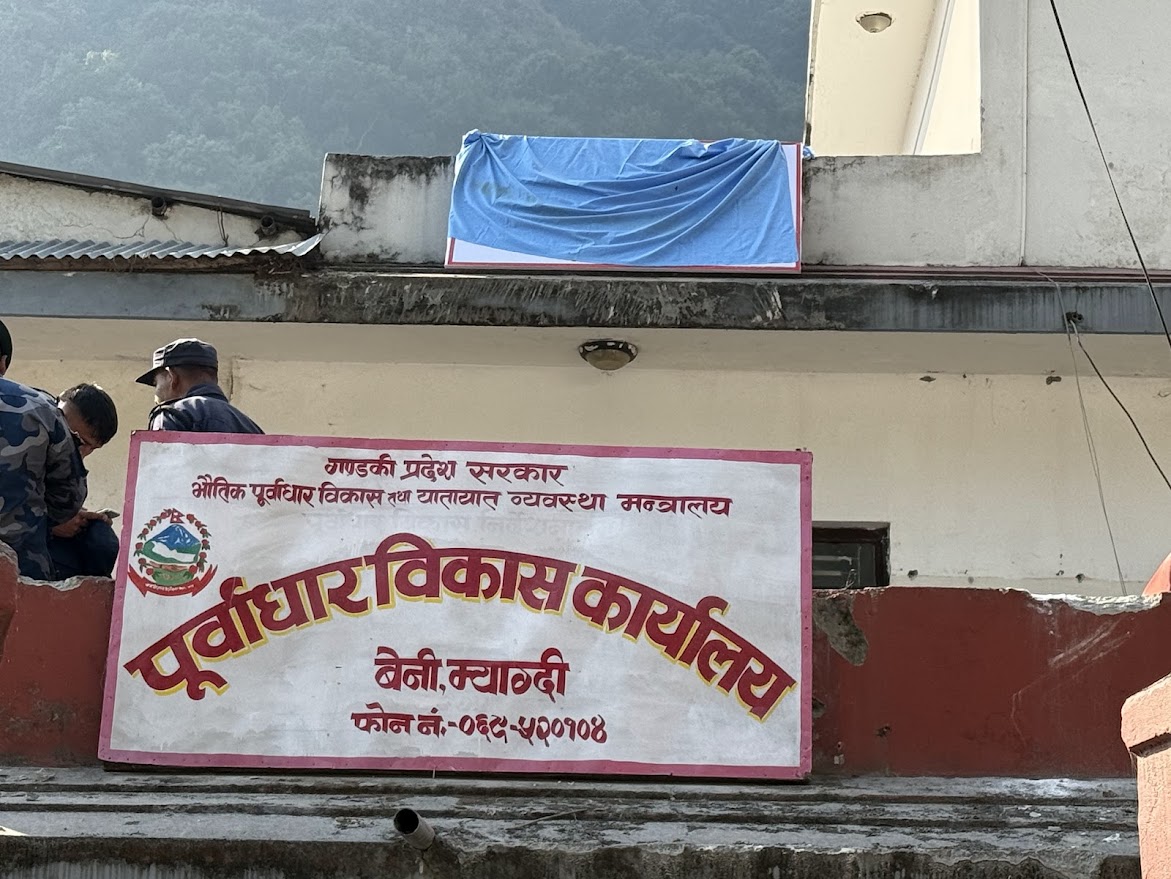 गण्डकी प्रदेश सरकार
भौतिक पूर्वाधार विकास तथा यातायात व्यवस्था मन्त्रालय
पूर्वाधार विकास कार्यालय
बेनी, म्याग्दी
फोन नं.:-०६९-५२०१०४